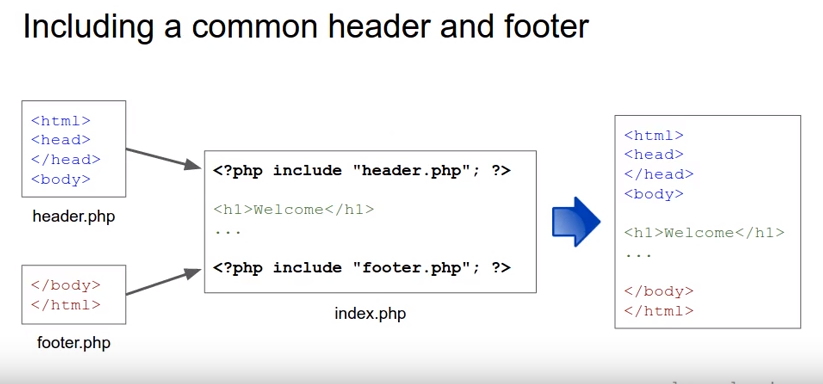 Including a common header and footer
<html>
<head>
</head>
<body>
header.php
</body>
</html>
footer.php
<?php include "header.php"; ?>
<h1>Welcome</h1>
...
<?php include "footer.php"; ?>
index.php
<html>
<head>
</head>
<body>
<h1>Welcome</h1>
...
</body>
</html>